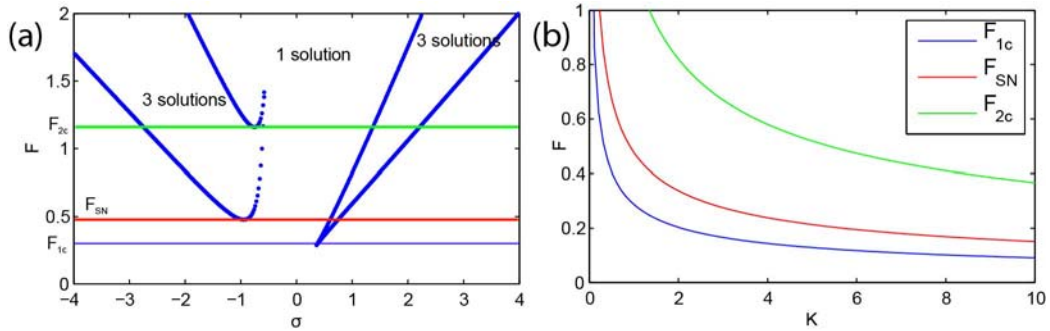 (a)
2
1.5
1
0.5
0
F
F2c
FSN
F1c
1 solution
3 solutions
3 solutions
−4 −3 −2 −1 0 1 2 3 4
σ
(b)
1
0.8
0.6
0.4
0.2
0
F
F1c
FSN
F2c
0 2 4 6 8 10
K